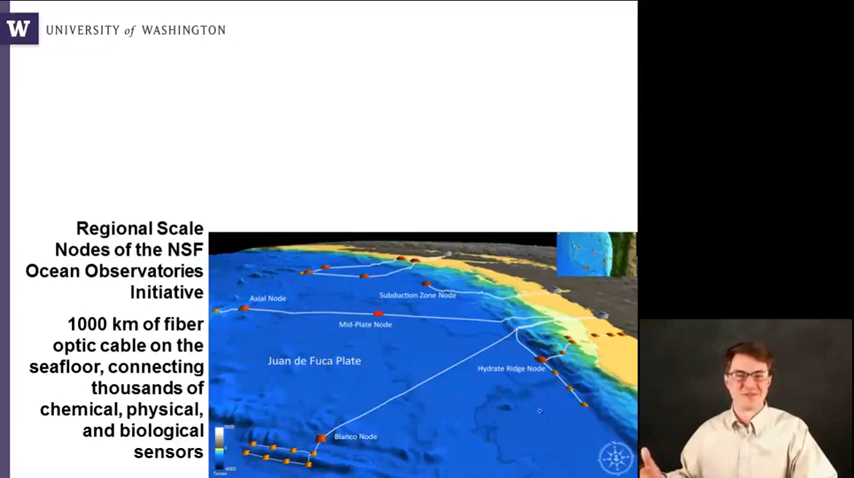 W
UNIVERSITY of WASHINGTON
Regional Scale
Nodes of the NSF
Ocean Observatories
Initiative
1000 km of fiber
optic cable on the
seafloor, connecting
thousands of
chemical, physical,
and biological
sensors
Axial Node
Subduction Zone Node
Mid-Plate Node
Juan de Fuca Plate
Hydrate Ridge Node
Blanco Node